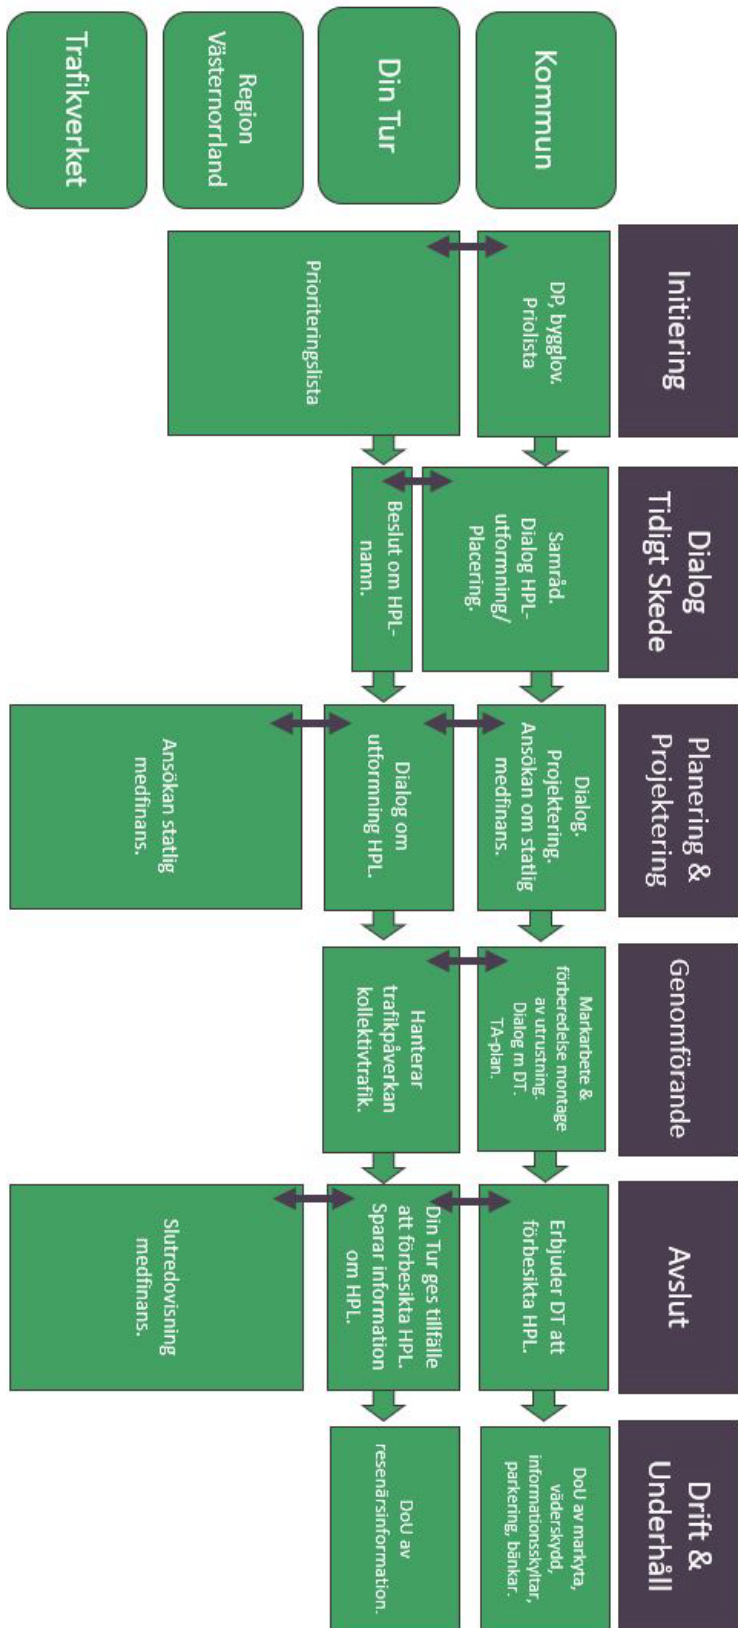 Initiering
Dialog
Tidigt Skede
Planering &
Projektering
Genomförande
Avslut
Drift &
Underhåll
Kommun
DP, bygglov.
Priolista
Samråd.
Dialog HPL-
utformning/
Placering.
Dialog.
Projektering.
Ansökan om statlig
medfinans.
Markarbete &
förberedelse montage
av utrustning.
Dialog m DT.
TA-plan.
Erbjuder DT att
förbesikta HPL.
DoU av markyta,
väderskydd,
informationsskyltar,
parkering, bänkar.
Din Tur
Prioriteringslista
Beslut om HPL-
namn.
Dialog om
utformning HPL.
Hanterar
trafikpåverkan
kollektivtrafik.
Din Tur ges tillfälle
att förbesikta HPL.
Sparar information
om HPL.
DoU av
resenärsinformation.
Region
Västernorrland
Ansökan statlig
medfinans.
Slutredovisning
medfinans.
Trafikverket